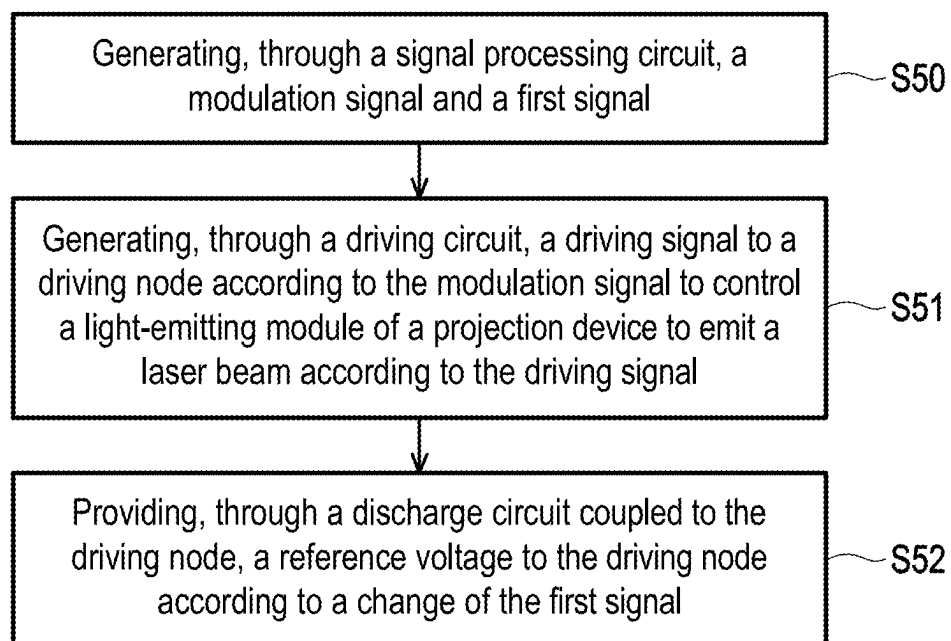 Generating, through a signal processing circuit, a
modulation signal and a first signal
S50
Generating, through a driving circuit, a driving signal to a
driving node according to the modulation signal to control
a light-emitting module of a projection device to emit a
laser beam according to the driving signal
S51
Providing, through a discharge circuit coupled to the
driving node, a reference voltage to the driving node
according to a change of the first signal
S52